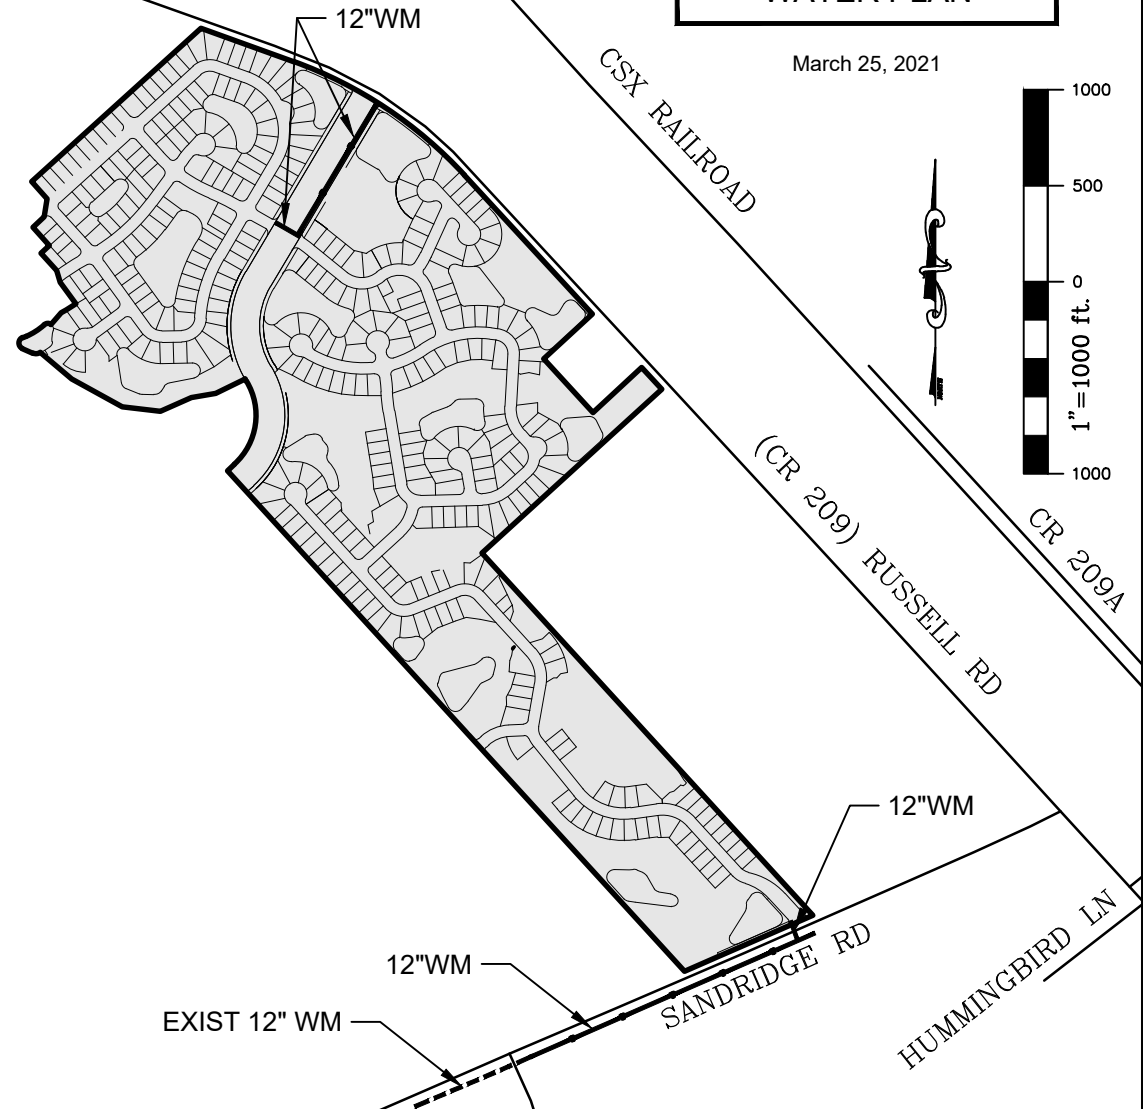 WATER PLAN
12"WM
March 25, 2021
CSX RAILROAD
1000
500
0
1"=1000 ft.
1000
(CR 209) RUSSELL RD
CR 209A
12"WM
HUMMINGBIRD LN
SANDRIDGE RD
12"WM
EXIST 12" WM